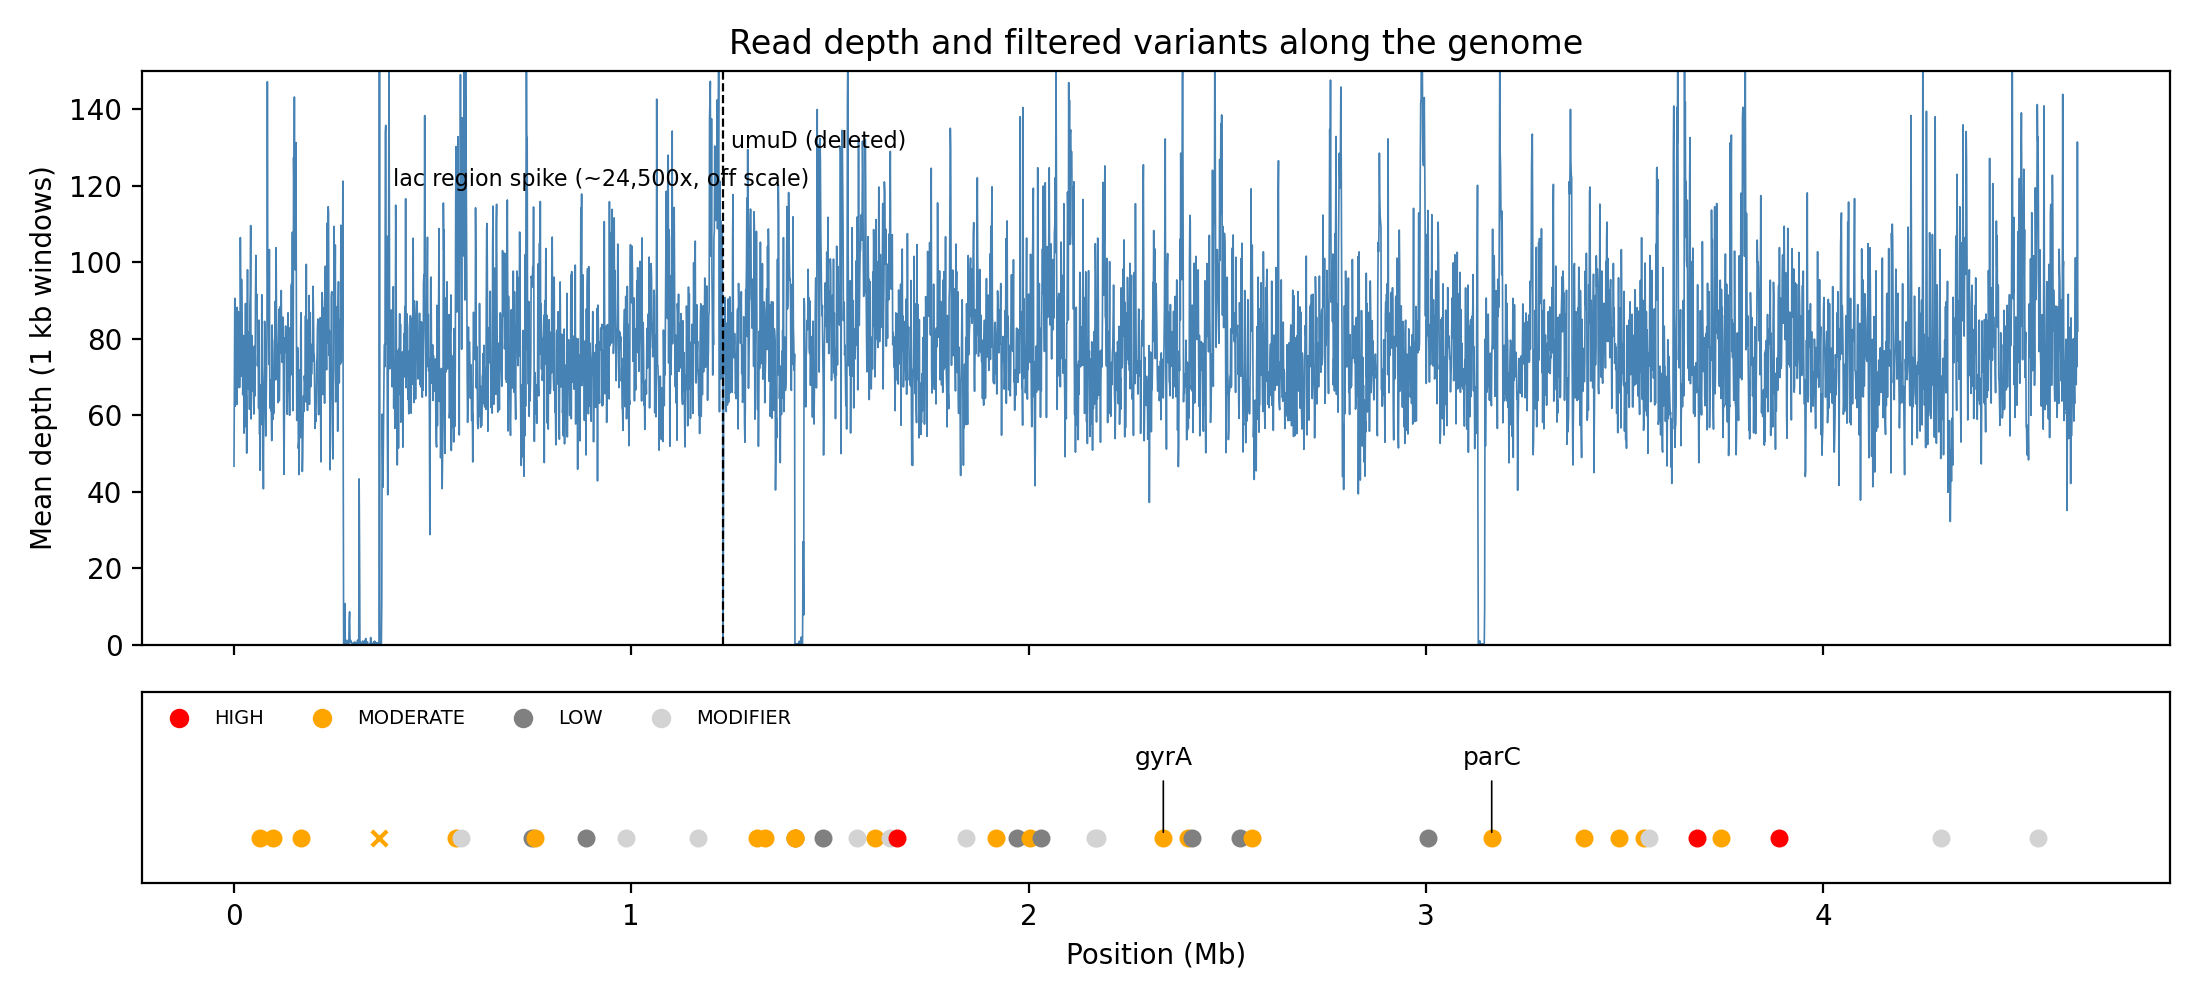 Read depth and filtered variants along the genome
Mean depth (1 kb windows)
140
120
100
80
60
40
20
0
umuD (deleted)
lac region spike (~24,500x, off scale)
HIGH
MODERATE
LOW
MODIFIER
gyrA
parC
0
1
2
3
4
Position (Mb)